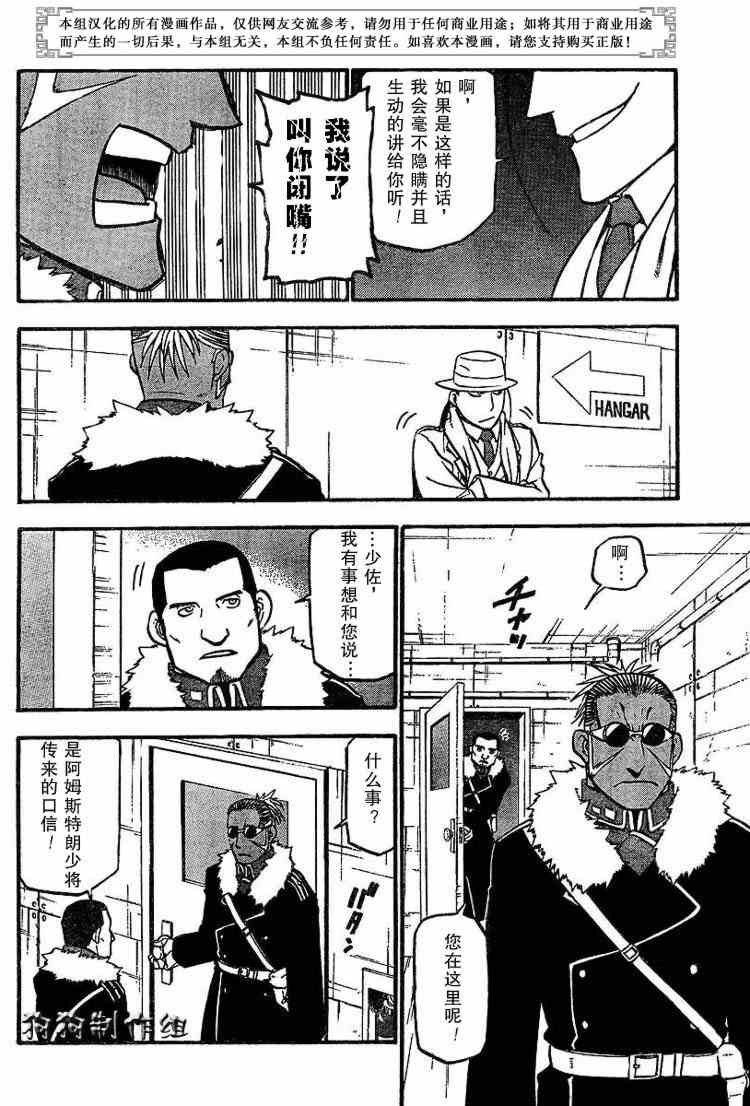 本组汉化的所有漫画作品，仅供网友交流参考，请勿用于任何商业用途；如将其用于商业用途
而产生的一切后果，与本组无关，本组不负任何责任。如喜欢本漫画，请您支持购买正版！
啊，
如果是这样的话，
我会毫不隐瞒并且
生动的讲给你听！
我说了
叫你闭
嘴！！
HANGAR
…少佐，
我有事想和您说…
啊…
チャッ
您在这里呢！
什么事？
バタン
是阿姆斯特朗少将
传来的口信！
狗狗制作组